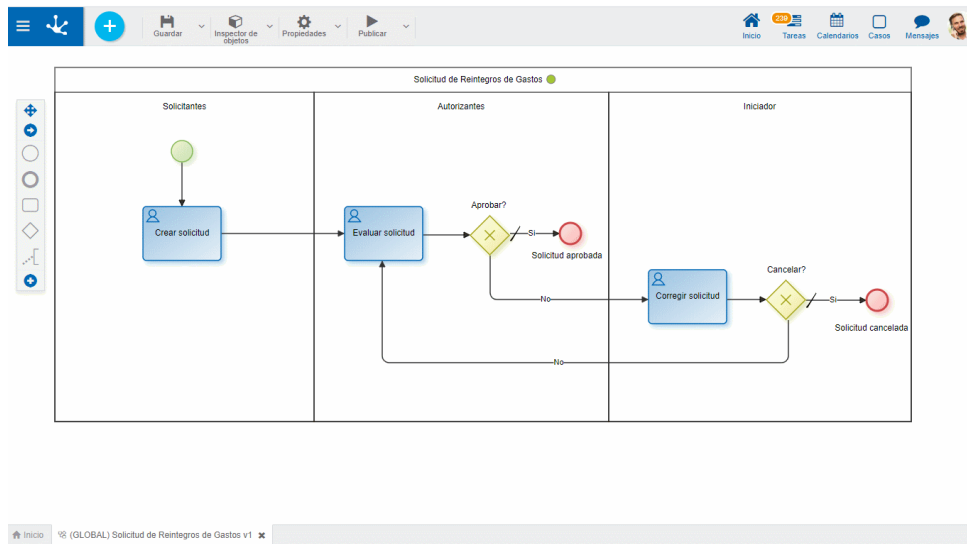 Guardar
Inspector de
objetos
Propiedades
Publicar
Inicio
239
Tareas
Calendarios
Casos
Mensajes
Solicitud de Reintegros de Gastos
Solicitantes
Autorizantes
Iniciador
Crear solicitud
Evaluar solicitud
Aprobar?
Si
Solicitud aprobada
No
Corregir solicitud
Cancelar?
Si
Solicitud cancelada
No
Inicio
(GLOBAL) Solicitud de Reintegros de Gastos v1